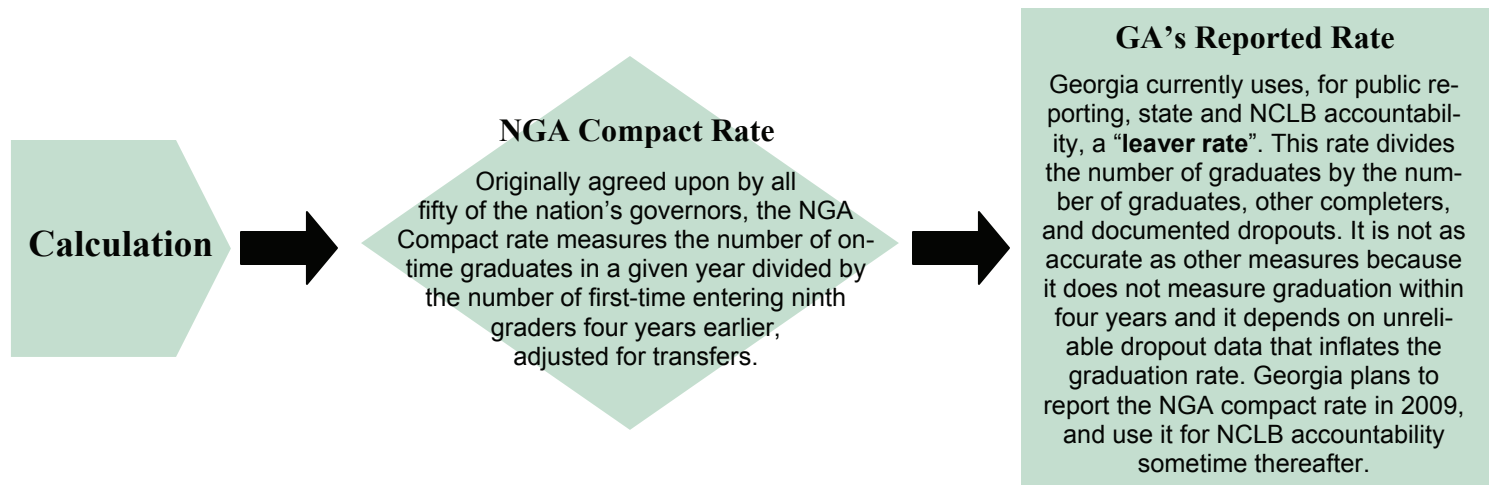 Calculation
NGA Compact Rate
Originally agreed upon by all
fifty of the nation's governors, the NGA
Compact rate measures the number of on-
time graduates in a given year divided by
the number of first-time entering ninth
graders four years earlier,
adjusted for transfers.
GA's Reported Rate
Georgia currently uses, for public re-
porting, state and NCLB accountabil-
ity, a “leaver rate”. This rate divides
the number of graduates by the num-
ber of graduates, other completers,
and documented dropouts. It is not as
accurate as other measures because
it does not measure graduation within
four years and it depends on unreli-
able dropout data that inflates the
graduation rate. Georgia plans to
report the NGA compact rate in 2009,
and use it for NCLB accountability
sometime thereafter.